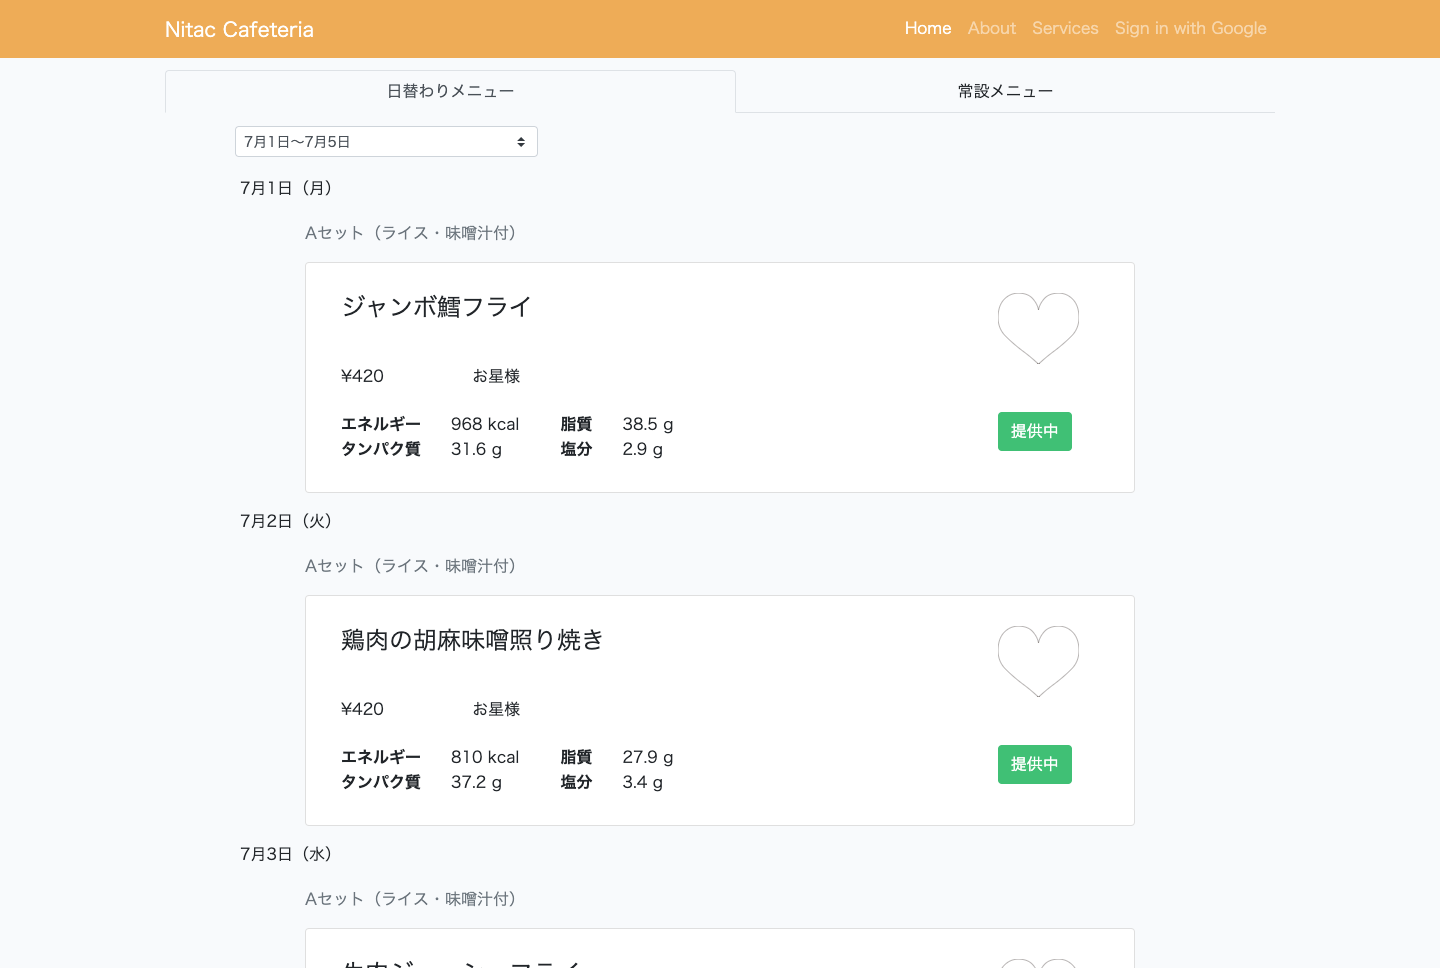 Nitac Cafeteria
Home About Services Sign in with Google
日替わりメニュー 常設メニュー
7月1日〜7月5日
7月1日（月）
Aセット（ライス・味噌汁付）
ジャンボ鱈フライ
¥420 お星様
エネルギー 968 kcal 脂質 38.5 g
タンパク質 31.6 g 塩分 2.9 g
提供中
7月2日（火）
Aセット（ライス・味噌汁付）
鶏肉の胡麻味噌照り焼き
¥420 お星様
エネルギー 810 kcal 脂質 27.9 g
タンパク質 37.2 g 塩分 3.4 g
提供中
7月3日（水）
Aセット（ライス・味噌汁付）